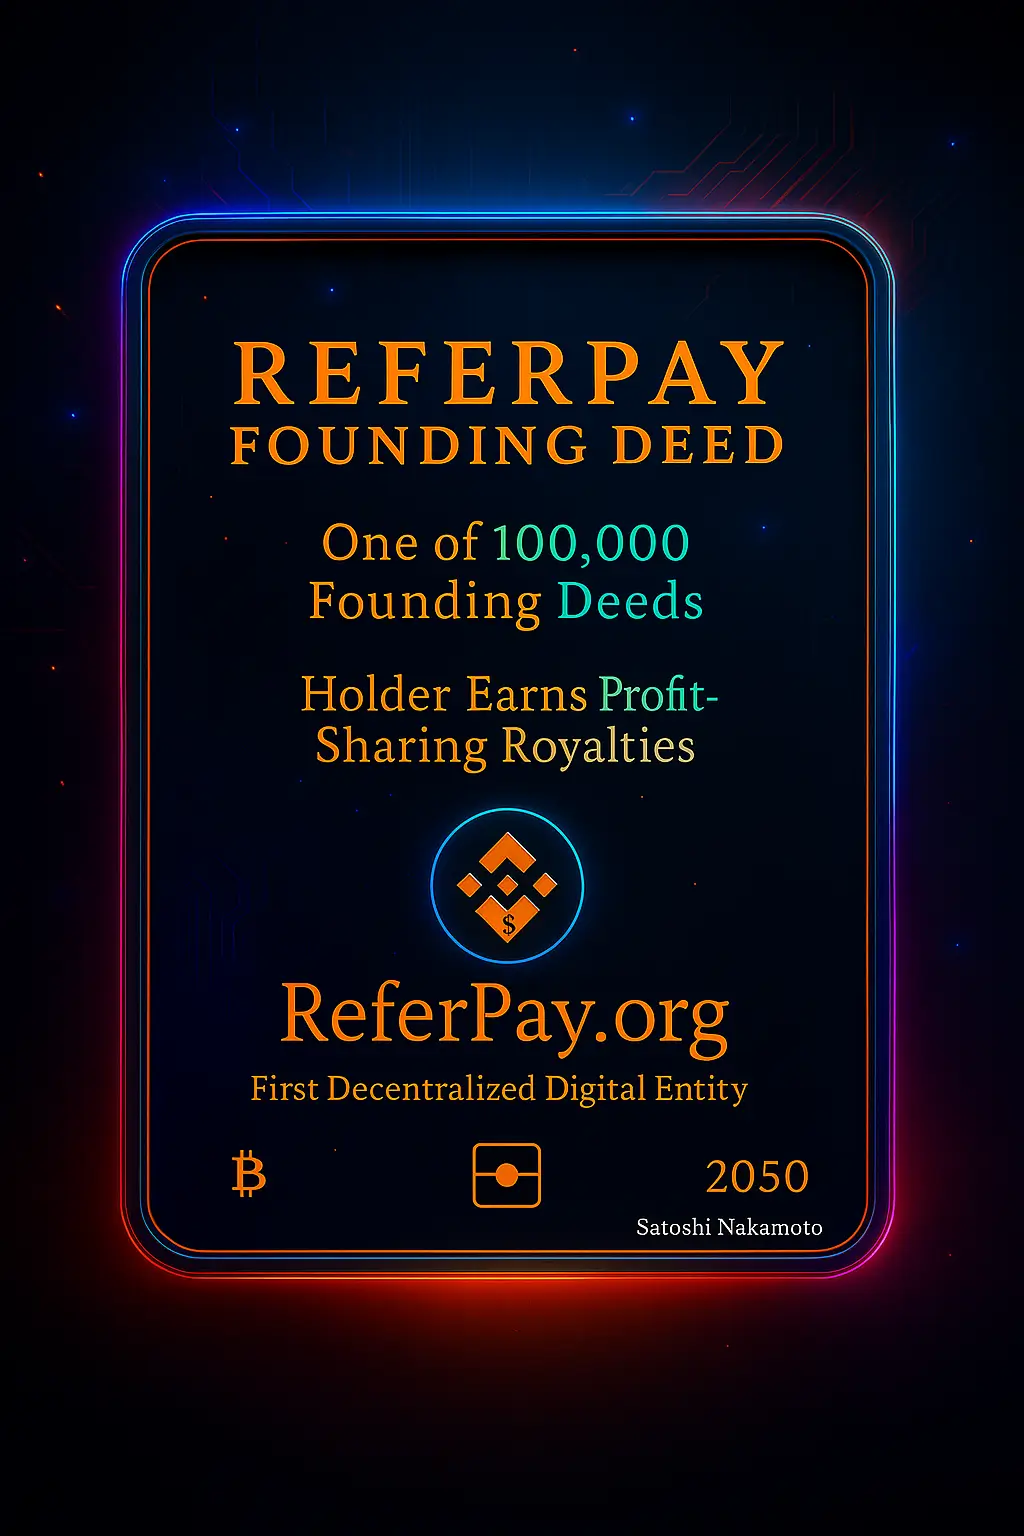 REFERPAY
FOUNDING DEED
One of 100,000
Founding Deeds
Holder Earns Profit-
Sharing Royalties
$
ReferPay.org
First Decentralized Digital Entity
₿ 2050
Satoshi Nakamoto